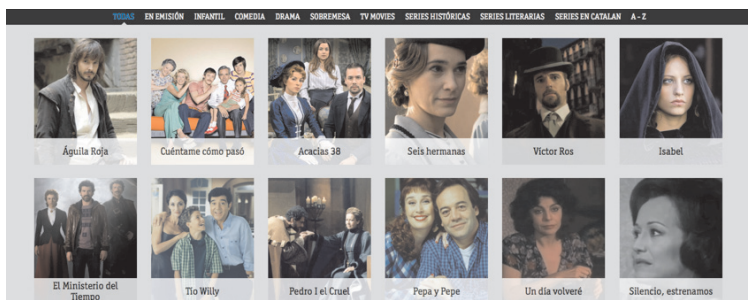 TODAS EN EMISIÓN INFANTIL COMEDIA DRAMA SOBREMESA TV MOVIES SERIES HISTÓRICAS SERIES LITERARIAS SERIES EN CATALAN A - Z
Águila Roja Cuéntame cómo pasó Acacias 38 Seis hermanas Víctor Ros Isabel
El Ministerio del
Tiempo
Tio Willy Pedro I el Cruel Pepa y Pepe Un día volveré Silencio, estrenamos